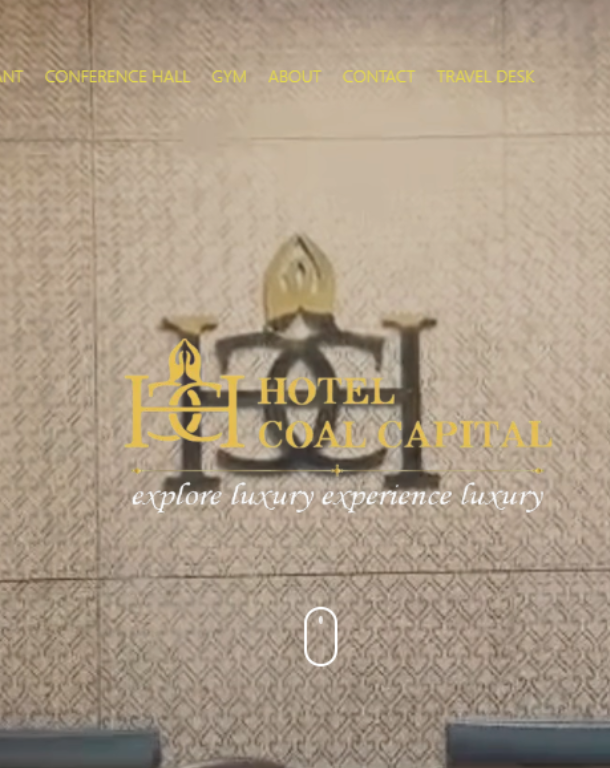 ANT CONFERENCE HALL GYM ABOUT CONTACT TRAVEL DESK
HOTEL
COAL CAPITAL
explore luxury experience luxury